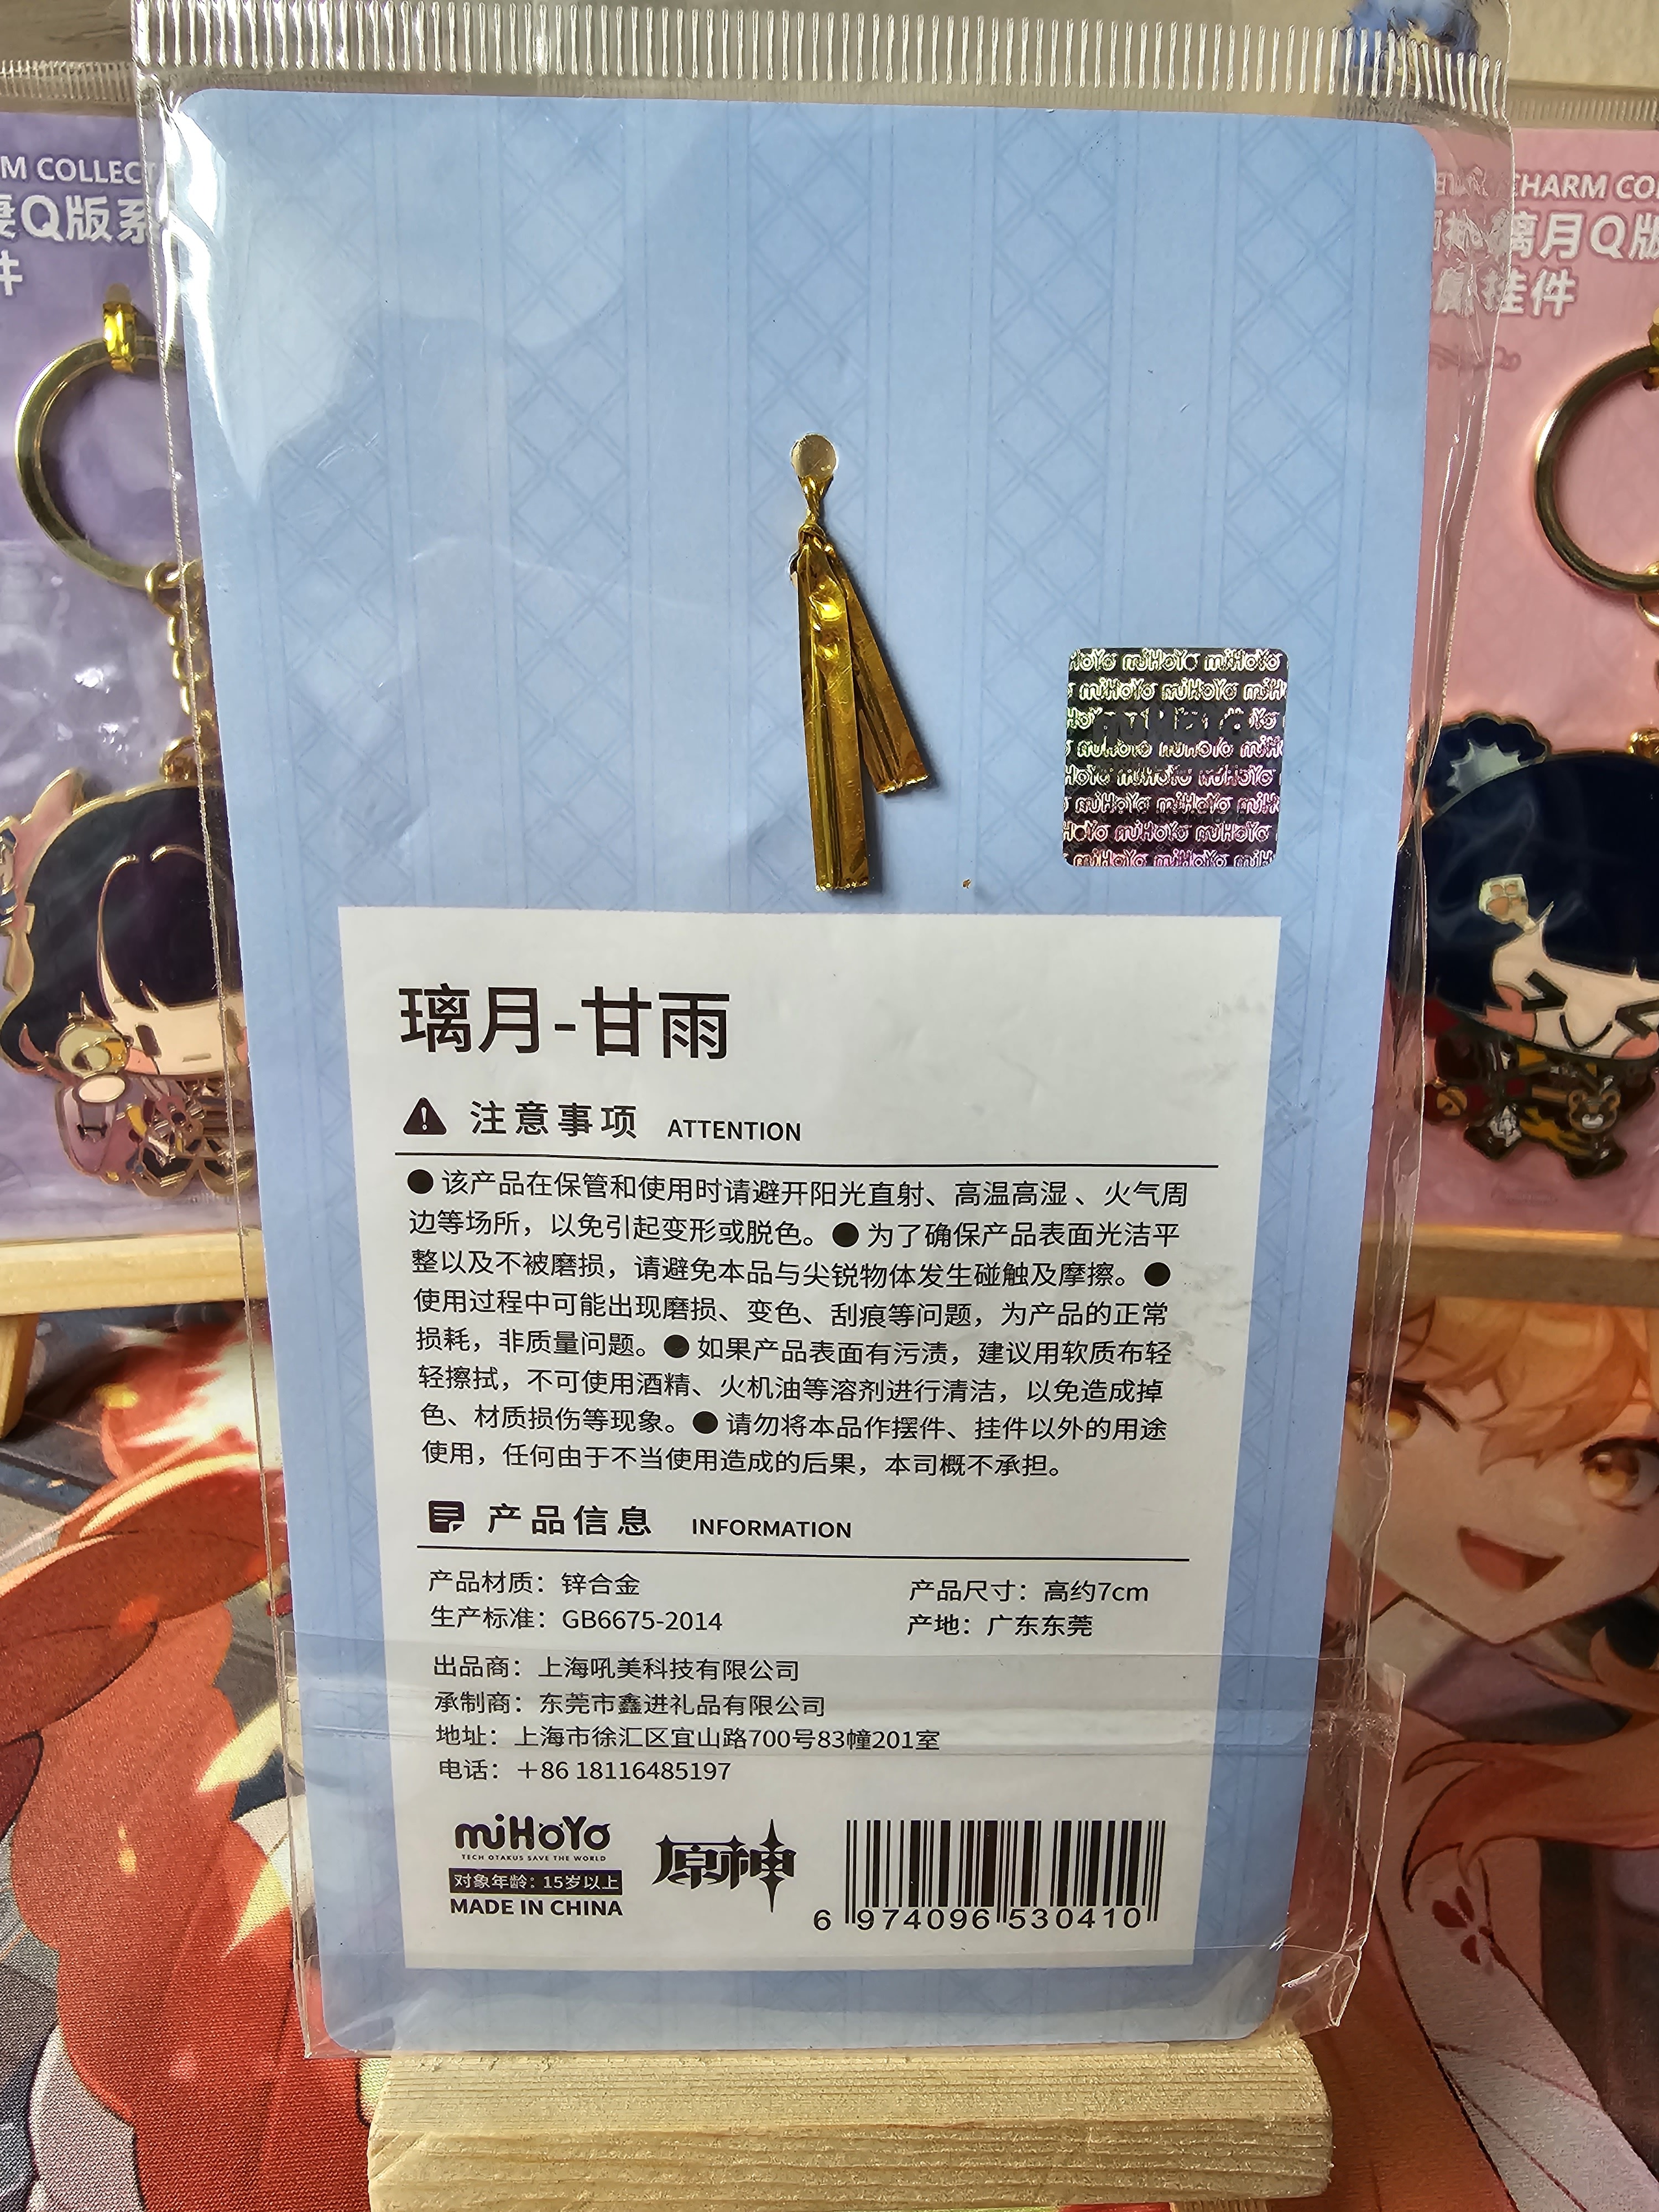 M COLLECT
Q版系
件
CHARM CO
璃月Q版
挂件
miHoYo miHoYo miHoYo
璃月-甘雨
注意事项 ATTENTION
●该产品在保管和使用时请避开阳光直射、高温高湿、火气周
边等场所，以免引起变形或脱色。●为了确保产品表面光洁平
整以及不被磨损，请避免本品与尖锐物体发生碰触及摩擦。●
使用过程中可能出现磨损、变色、刮痕等问题，为产品的正常
损耗，非质量问题。●如果产品表面有污渍，建议用软质布轻
轻擦拭，不可使用酒精、火机油等溶剂进行清洁，以免造成掉
色、材质损伤等现象。●请勿将本品作摆件、挂件以外的用途
使用，任何由于不当使用造成的后果，本司概不承担。
产品信息 INFORMATION
产品材质：锌合金 产品尺寸：高约7cm
生产标准：GB6675-2014 产地：广东东莞
出品商：上海吼美科技有限公司
承制商：东莞市鑫进礼品有限公司
地址：上海市徐汇区宜山路700号83幢201室
电话：+86 18116485197
miHoYo
TECH OTAKUS SAVE THE WORLD
对象年龄：15岁以上
MADE IN CHINA
原神
6 974096 530410